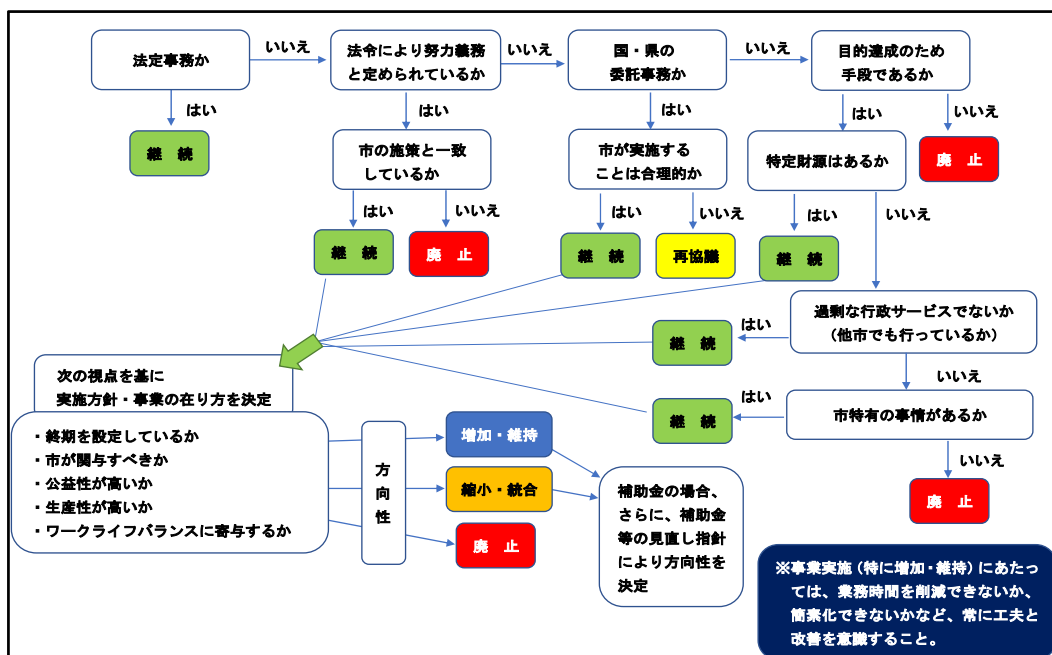 法定事務か
いいえ
法令により努力義務
と定められているか
いいえ
国・県の
委託事務か
いいえ
目的達成のため
手段であるか
はい
はい
はい
はい
いいえ
継 続
市の施策と一致
しているか
市が実施する
ことは合理的か
特定財源はあるか
廃 止
はい
いいえ
はい
いいえ
はい
いいえ
継 続
廃 止
継 続
再協議
継 続
過剰な行政サービスでないか
（他市でも行っているか）
はい
継 続
いいえ
次の視点を基に
実施方針・事業の在り方を決定
市特有の事情があるか
はい
継 続
いいえ
廃 止
・終期を設定しているか
・市が関与すべきか
・公益性が高いか
・生産性が高いか
・ワークライフバランスに寄与するか
方向性
増加・維持
縮小・統合
廃 止
補助金の場合、
さらに、補助金
等の見直し指針
により方向性を
決定
※事業実施（特に増加・維持）にあたっ
ては、業務時間を削減できないか、
簡素化できないかなど、常に工夫と
改善を意識すること。